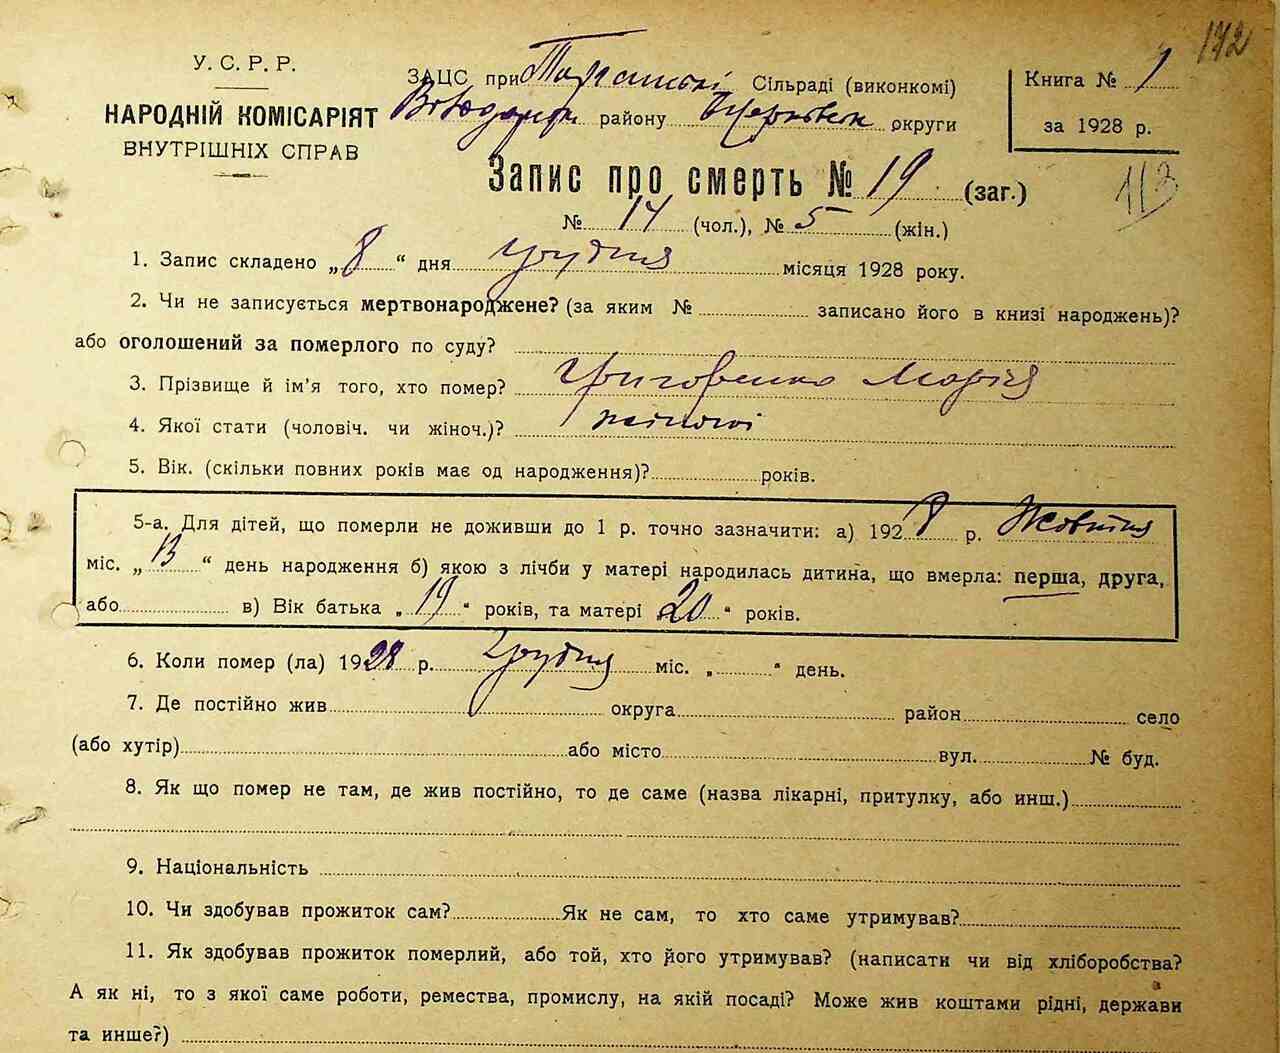 172
У. С. Р. Р.
НАРОДНІЙ КОМІСАРІЯТ
ВНУТРІШНІХ СПРАВ
ЗАЦС при Сільраді (виконкомі)
району округи
Книга № 1
за 1928 р.
113
Запис про смерть № 19 (заг.)
№ 14 (чол.), № 5 (жін.)
1. Запис складено „8“ дня грудня місяця 1928 року.
2. Чи не записується мертвонароджене? (за яким № записано його в книзі народжень)?
або оголошений за померлого по суду?
3. Прізвище й ім'я того, хто помер? Григоренко Марія
4. Якої стати (чоловіч. чи жіноч.)? жіночої
5. Вік. (скільки повних років має од народження)? років.
5-а. Для дітей, що померли не доживши до 1 р. точно зазначити: а) 1928 р. Жовтня
міс. „13“ день народження б) якою з лічби у матері народилась дитина, що вмерла: перша, друга,
або в) Вік батька „19“ років, та матері „20“ років.
6. Коли помер (ла) 1928 р. Грудня міс. „ “ день.
7. Де постійно жив округа район село
(або хутір) або місто вул. № буд.
8. Як що помер не там, де жив постійно, то де саме (назва лікарні, притулку, або инш.)
9. Національність
10. Чи здобував прожиток сам? Як не сам, то хто саме утримував?
11. Як здобував прожиток померлий, або той, хто його утримував? (написати чи від хліборобства?
А як ні, то з якої саме роботи, ремества, промислу, на якій посаді? Може жив коштами рідні, держави
та инше?)